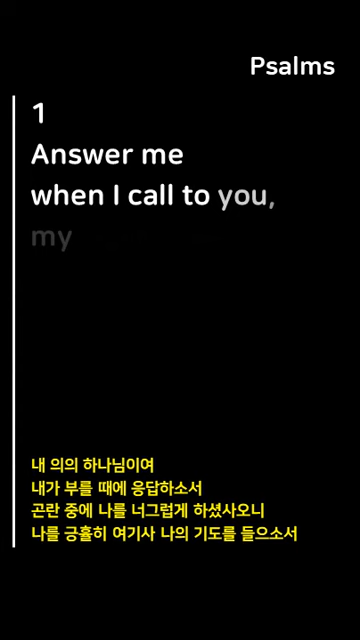 Psalms
1
Answer me
when I call to you,
my
내 의의 하나님이여
내가 부를 때에 응답하소서
곤란 중에 나를 너그럽게 하셨사오니
나를 긍휼히 여기사 나의 기도를 들으소서